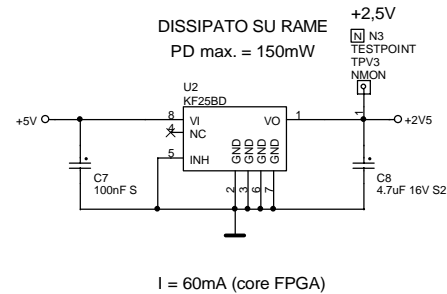 DISSIPATO SU RAME
PD max. = 150mW
+2,5V
N N3
TESTPOINT
TPV3
NMON
U2
KF25BD
+5V
8 VI
4 NC
5 INH
VO 1
1
+2V5
GND GND GND GND
2 3 6 7
C7
100nF S
C8
4.7uF 16V S2
I = 60mA (core FPGA)